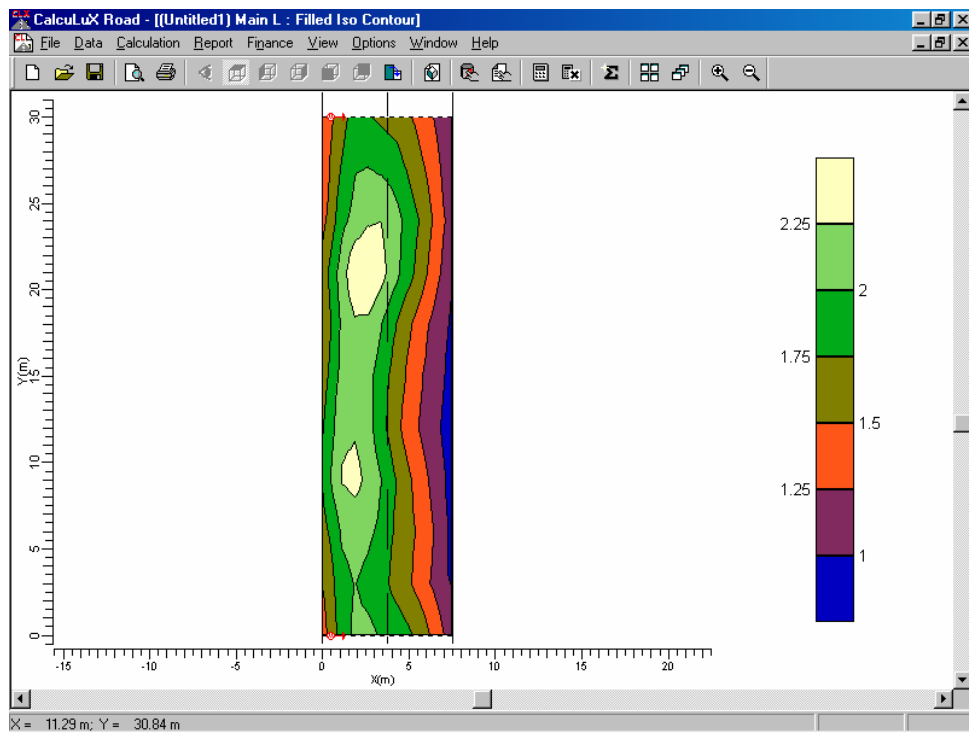 CalcuLuX Road - [(Untitled1) Main L : Filled Iso Contour]
File Data Calculation Report Finance View Options Window Help
30
25
20
15
10
5
0
Y(m)
-15 -10 -5 0 5 10 15 20
X(m)
2.25
2
1.75
1.5
1.25
1
X = 11.29 m; Y = 30.84 m